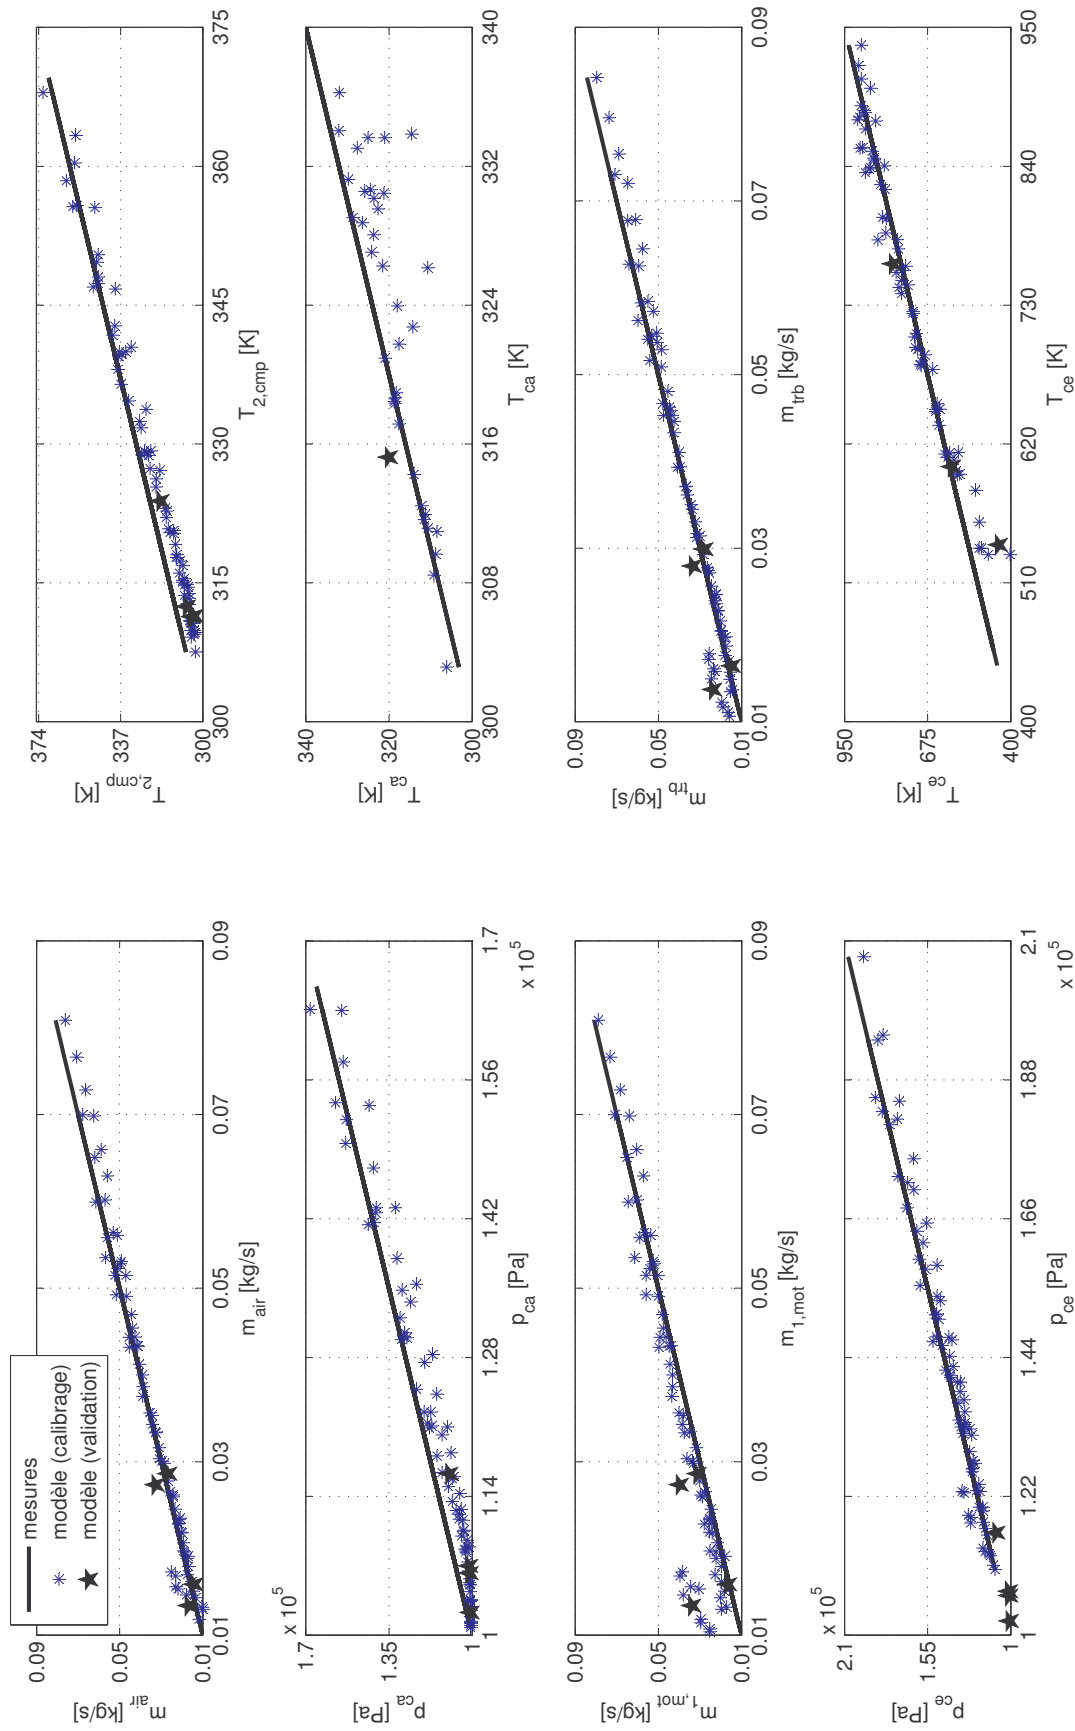 mesures
modèle (calibrage)
modèle (validation)
0.09
0.05
0.01
m_air [kg/s]
0.01 0.03 0.05 0.07 0.09
m_air [kg/s]
374
337
300
T_2,cmp [K]
300 315 330 345 360 375
T_2,cmp [K]
x 10^5
1.7
1.35
1
p_ca [Pa]
1 1.14 1.28 1.42 1.56 1.7
p_ca [Pa]
x 10^5
340
320
300
T_ca [K]
300 308 316 324 332 340
T_ca [K]
0.09
0.05
0.01
m_1,mot [kg/s]
0.01 0.03 0.05 0.07 0.09
m_1,mot [kg/s]
0.09
0.05
0.01
m_trb [kg/s]
0.01 0.03 0.05 0.07 0.09
m_trb [kg/s]
x 10^5
2.1
1.55
1
p_ce [Pa]
1 1.22 1.44 1.66 1.88 2.1
p_ce [Pa]
x 10^5
950
675
400
T_ce [K]
400 510 620 730 840 950
T_ce [K]